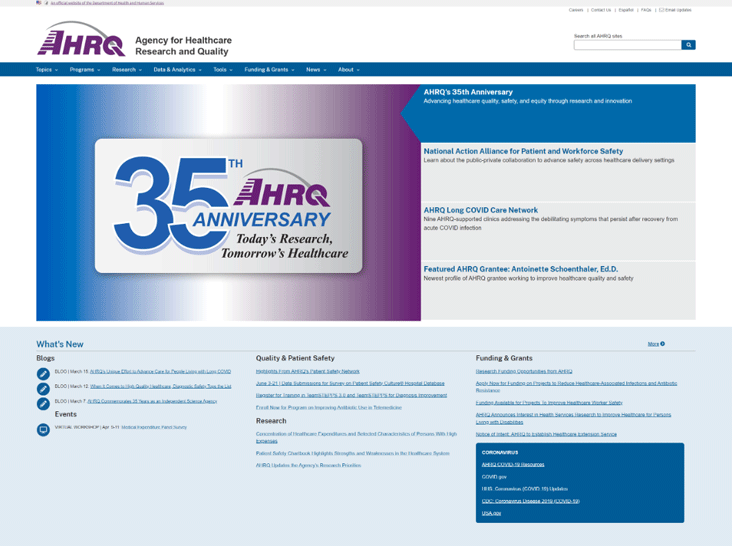 An official website of the Department of Health and Human Services
Careers | Contact Us | Español | FAQs | Email Updates
AHRQ
Agency for Healthcare
Research and Quality
Search all AHRQ sites
Topics Programs Research Data & Analytics Tools Funding & Grants News About
35TH
AHRQ
ANNIVERSARY
Today's Research,
Tomorrow's Healthcare
AHRQ's 35th Anniversary
Advancing healthcare quality, safety, and equity through research and innovation
National Action Alliance for Patient and Workforce Safety
Learn about the public-private collaboration to advance safety across healthcare delivery settings
AHRQ Long COVID Care Network
Nine AHRQ-supported clinics addressing the debilitating symptoms that persist after recovery from
acute COVID infection
Featured AHRQ Grantee: Antoinette Schoenthaler, Ed.D.
Newest profile of AHRQ grantee working to improve healthcare quality and safety
What's New
More
Blogs
BLOG | March 15 AHRQ's Unique Effort to Advance Care for People Living with Long COVID
BLOG | March 12 When It Comes to High Quality Healthcare, Diagnostic Safety Tops the List
BLOG | March 7 AHRQ Commemorates 25 Years as an Independent Science Agency
Events
VIRTUAL WORKSHOP | Apr 9-11 Medical Expenditure Panel Survey
Quality & Patient Safety
Highlights From AHRQ's Patient Safety Network
June 3-21 | Data Submissions for Survey on Patient Safety Culture® Hospital Database
Register for Training in TeamSTEPPS 3.0 and TeamSTEPPS for Diagnosis Improvement
Enroll Now for Program on Improving Antibiotic Use in Telemedicine
Research
Concentration of Healthcare Expenditures and Selected Characteristics of Persons With High
Expenses
Patient Safety Chartbook Highlights Strengths and Weaknesses in the Healthcare System
AHRQ Updates the Agency's Research Priorities
Funding & Grants
Research Funding Opportunities from AHRQ
Apply Now for Funding on Projects to Reduce Healthcare-Associated Infections and Antibiotic
Resistance
Funding Available for Projects To Improve Healthcare Worker Safety
AHRQ Announces Interest in Health Services Research to Improve Healthcare for Persons
Living with Disabilities
Notice of Intent: AHRQ to Establish Healthcare Extension Service
CORONAVIRUS
AHRQ COVID-19 Resources
COVID.gov
HHS: Coronavirus (COVID-19) Updates
CDC: Coronavirus Disease 2019 (COVID-19)
USA.gov